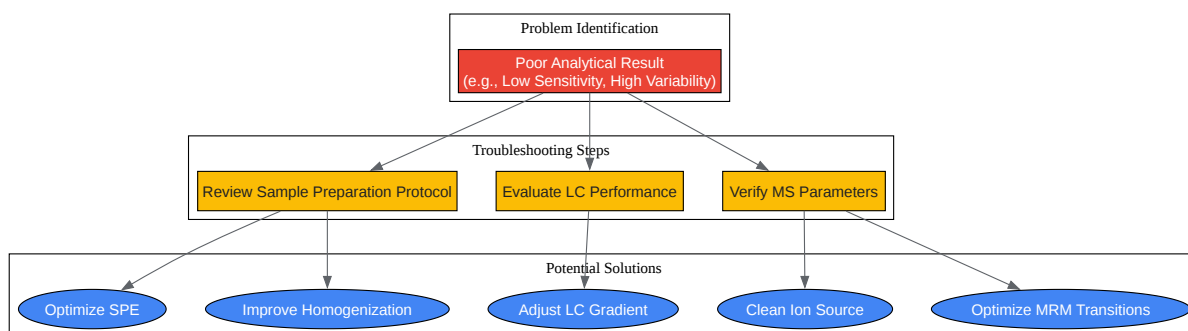 Problem Identification
Poor Analytical Result
(e.g., Low Sensitivity, High Variability)
Troubleshooting Steps
Review Sample Preparation Protocol
Evaluate LC Performance
Verify MS Parameters
Potential Solutions
Optimize SPE
Improve Homogenization
Adjust LC Gradient
Clean Ion Source
Optimize MRM Transitions